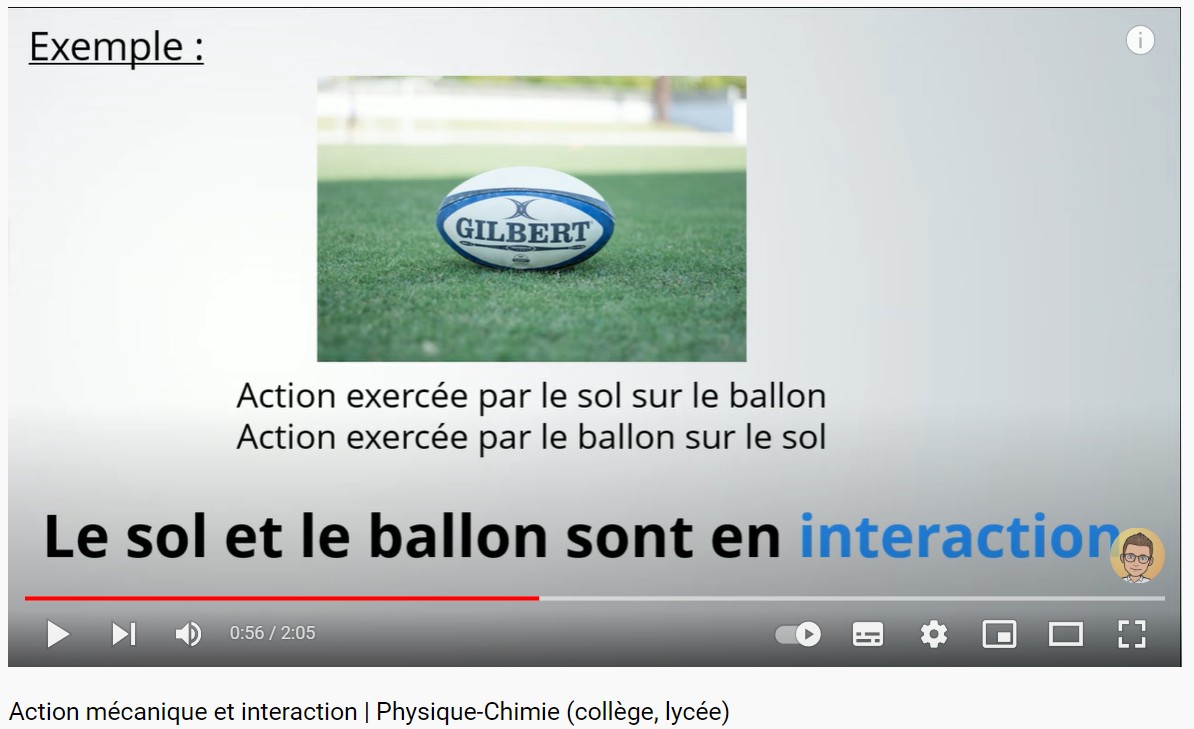 Exemple :
GILBERT
Action exercée par le sol sur le ballon
Action exercée par le ballon sur le sol
Le sol et le ballon sont en interaction
0:56 / 2:05
Action mécanique et interaction | Physique-Chimie (collège, lycée)